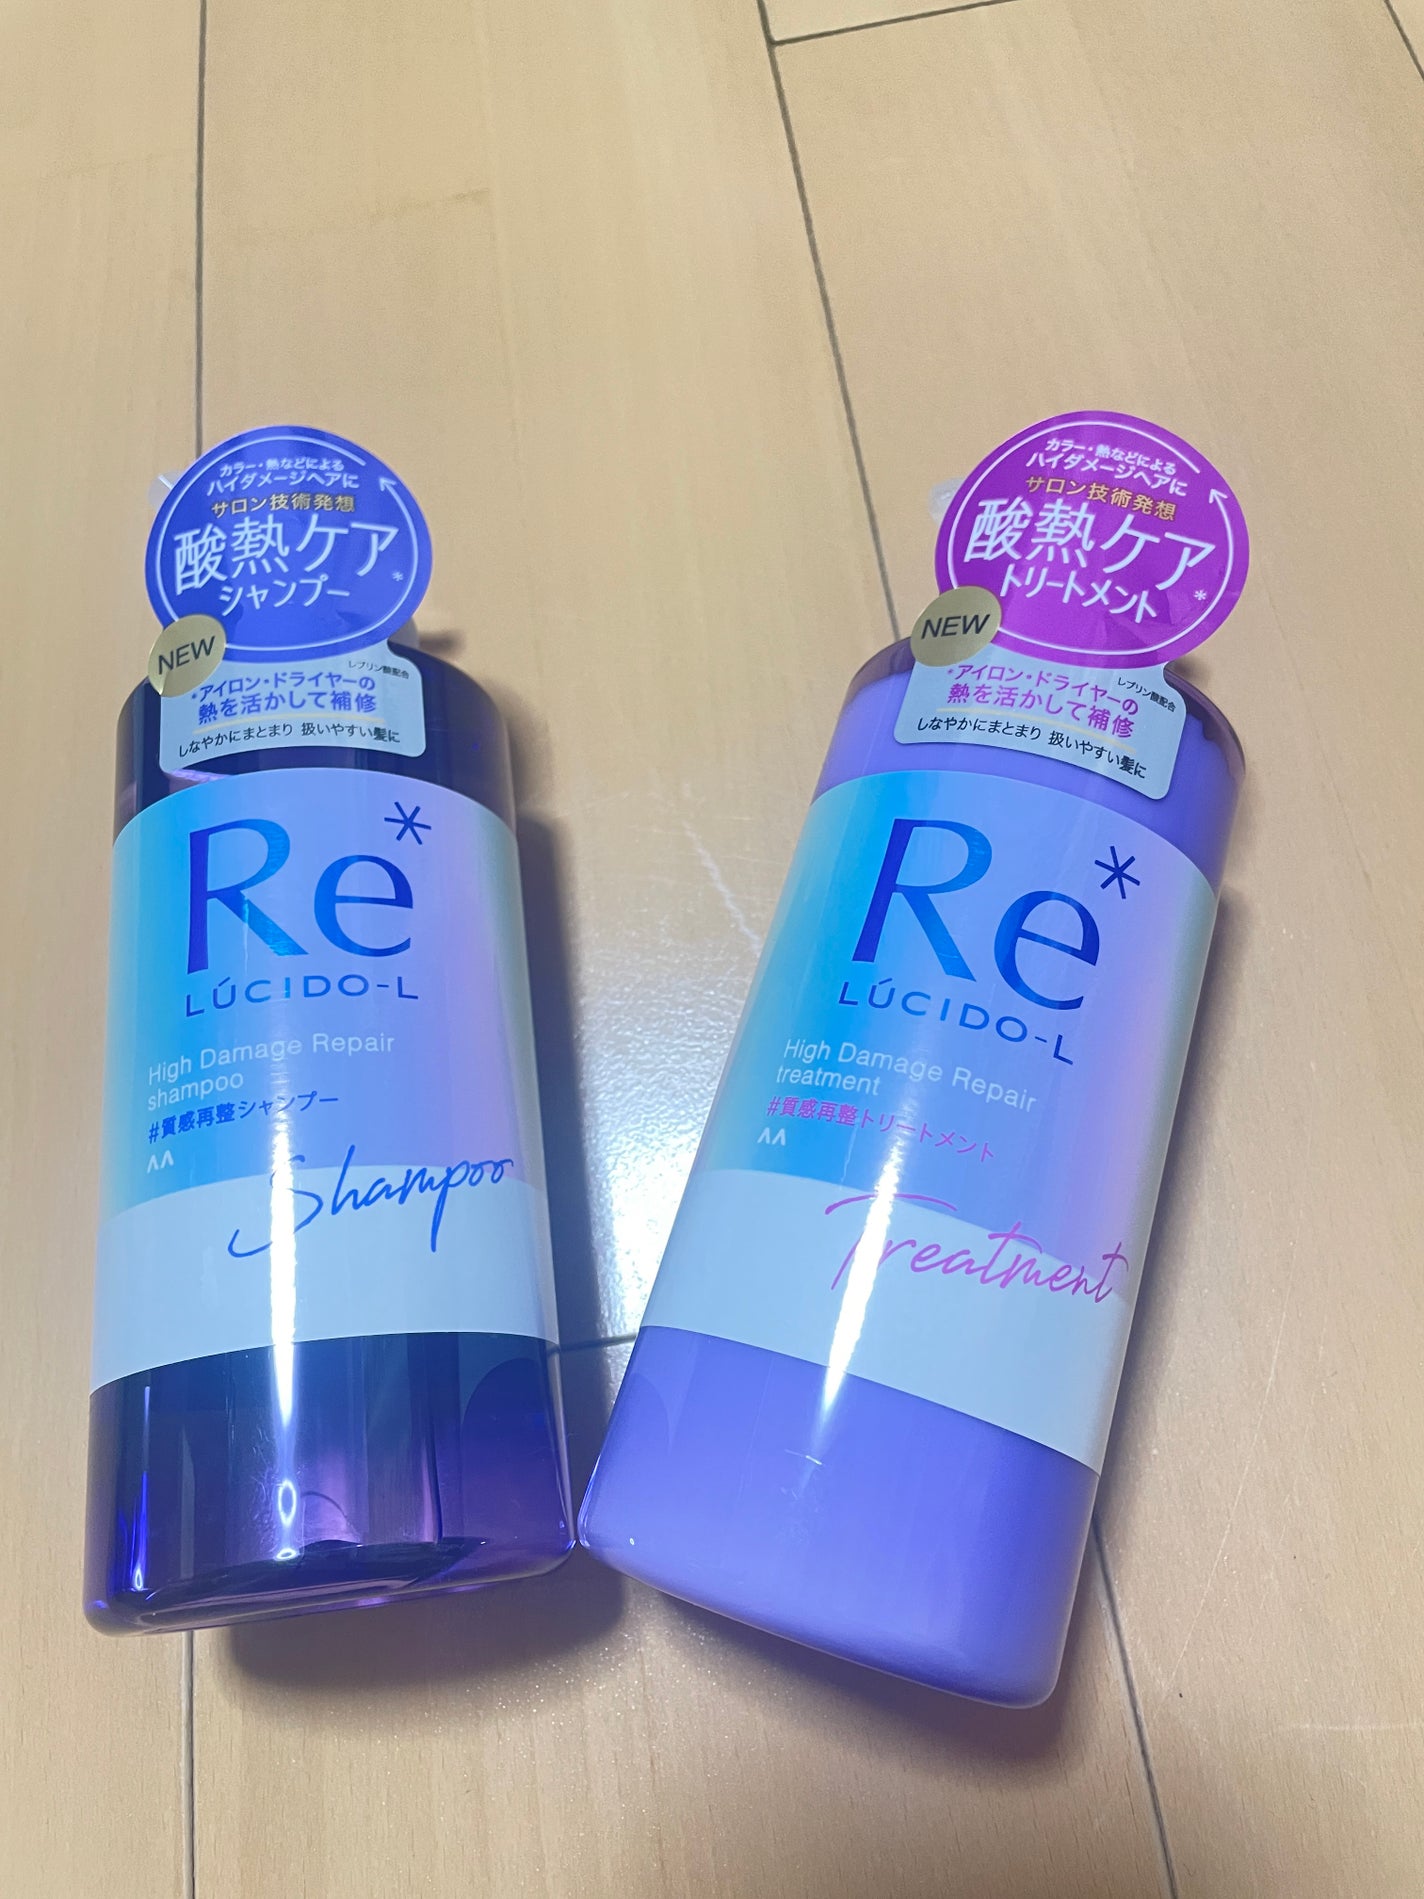 カラー・熱などによる
ハイダメージヘアに
サロン技術発想
酸熱ケア*
シャンプー
NEW
レブリン酸配合
*アイロン・ドライヤーの
熱を活かして補修
しなやかにまとまり 扱いやすい髪に
Re*
LÚCIDO-L
High Damage Repair
shampoo
#質感再整シャンプー
Shampoo
カラー・熱などによる
ハイダメージヘアに
サロン技術発想
酸熱ケア*
トリートメント
NEW
レブリン酸配合
*アイロン・ドライヤーの
熱を活かして補修
しなやかにまとまり 扱いやすい髪に
Re*
LÚCIDO-L
High Damage Repair
treatment
#質感再整トリートメント
Treatment